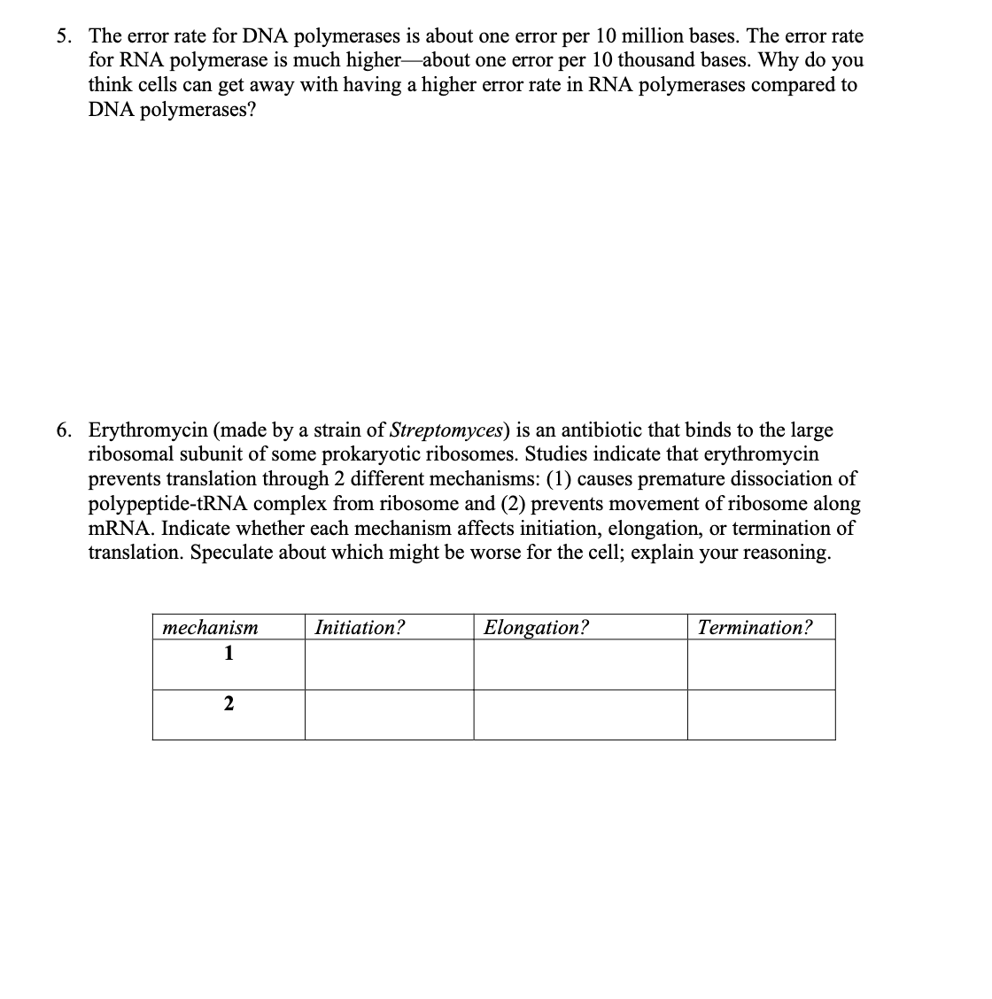 5. The error rate for DNA polymerases is about one error per 10 million bases. The error rate
for RNA polymerase is much higher—about one error per 10 thousand bases. Why do you
think cells can get away with having a higher error rate in RNA polymerases compared to
DNA polymerases?
6. Erythromycin (made by a strain of Streptomyces) is an antibiotic that binds to the large
ribosomal subunit of some prokaryotic ribosomes. Studies indicate that erythromycin
prevents translation through 2 different mechanisms: (1) causes premature dissociation of
polypeptide-tRNA complex from ribosome and (2) prevents movement of ribosome along
mRNA. Indicate whether each mechanism affects initiation, elongation, or termination of
translation. Speculate about which might be worse for the cell; explain your reasoning.
mechanism Initiation? Elongation? Termination?
1
2